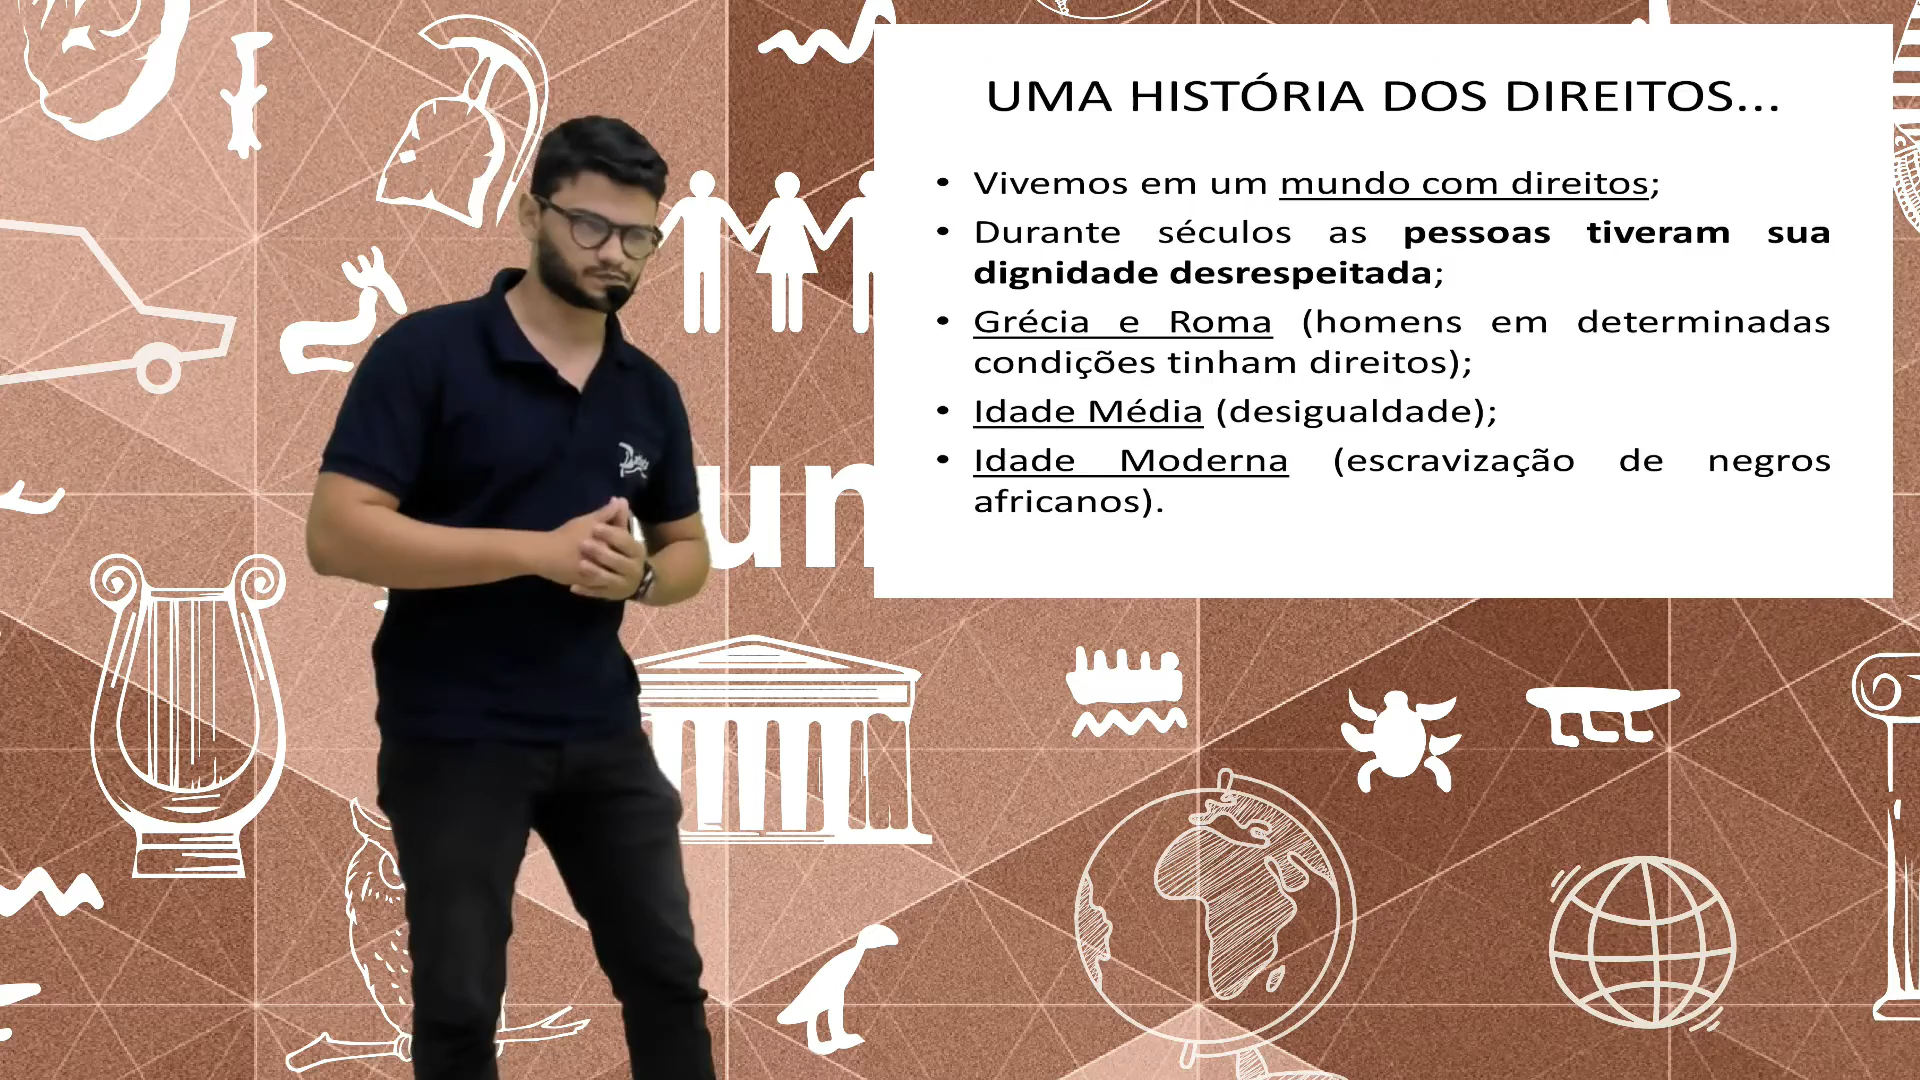 UMA HISTÓRIA DOS DIREITOS...
• Vivemos em um mundo com direitos;
• Durante séculos as pessoas tiveram sua
dignidade desrespeitada;
• Grécia e Roma (homens em determinadas
condições tinham direitos);
• Idade Média (desigualdade);
• Idade Moderna (escravização de negros
africanos).
un